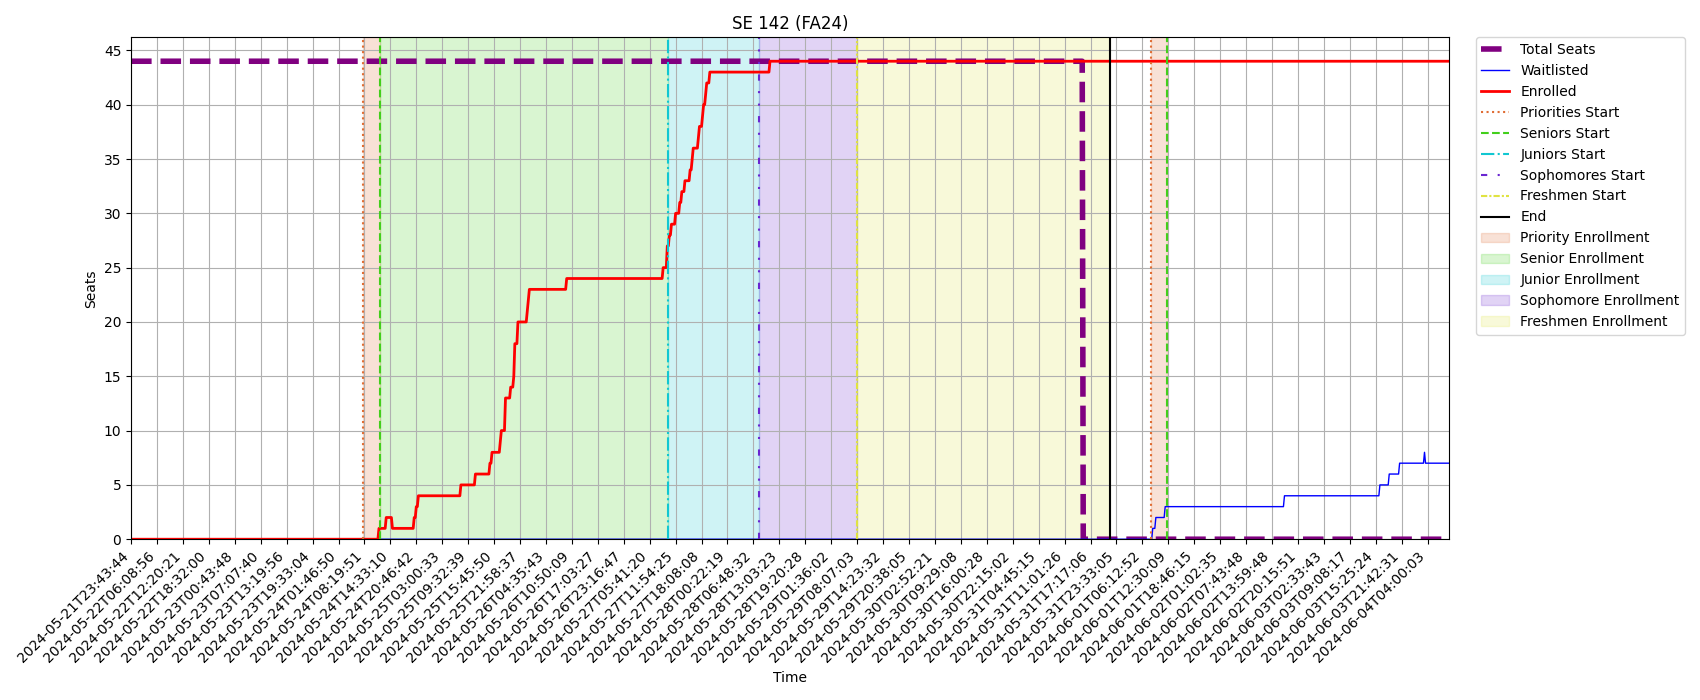 SE 142 (FA24)
45
40
35
30
25
20
15
10
5
0
Seats
2024-05-21T23:43:44
2024-05-22T06:08:56
2024-05-22T12:20:21
2024-05-22T18:32:00
2024-05-23T00:43:48
2024-05-23T07:07:40
2024-05-23T13:19:56
2024-05-23T19:33:04
2024-05-24T01:46:50
2024-05-24T08:19:51
2024-05-24T14:33:10
2024-05-24T20:46:42
2024-05-25T03:00:33
2024-05-25T09:32:39
2024-05-25T15:45:50
2024-05-25T21:58:37
2024-05-26T04:35:43
2024-05-26T10:50:09
2024-05-26T17:03:27
2024-05-26T23:16:47
2024-05-27T05:41:20
2024-05-27T11:54:25
2024-05-27T18:08:08
2024-05-28T00:22:19
2024-05-28T06:48:32
2024-05-28T13:03:23
2024-05-28T19:20:28
2024-05-29T01:36:02
2024-05-29T08:07:03
2024-05-29T14:23:32
2024-05-29T20:38:05
2024-05-30T02:52:21
2024-05-30T09:29:08
2024-05-30T16:00:28
2024-05-30T22:15:02
2024-05-31T04:45:15
2024-05-31T11:01:26
2024-05-31T17:17:06
2024-05-31T23:33:05
2024-06-01T06:12:52
2024-06-01T12:30:09
2024-06-01T18:46:15
2024-06-02T01:02:35
2024-06-02T07:43:48
2024-06-02T13:59:48
2024-06-02T20:15:51
2024-06-03T02:33:43
2024-06-03T09:08:17
2024-06-03T15:25:24
2024-06-03T21:42:31
2024-06-04T04:00:03
Time
Total Seats
Waitlisted
Enrolled
Priorities Start
Seniors Start
Juniors Start
Sophomores Start
Freshmen Start
End
Priority Enrollment
Senior Enrollment
Junior Enrollment
Sophomore Enrollment
Freshmen Enrollment